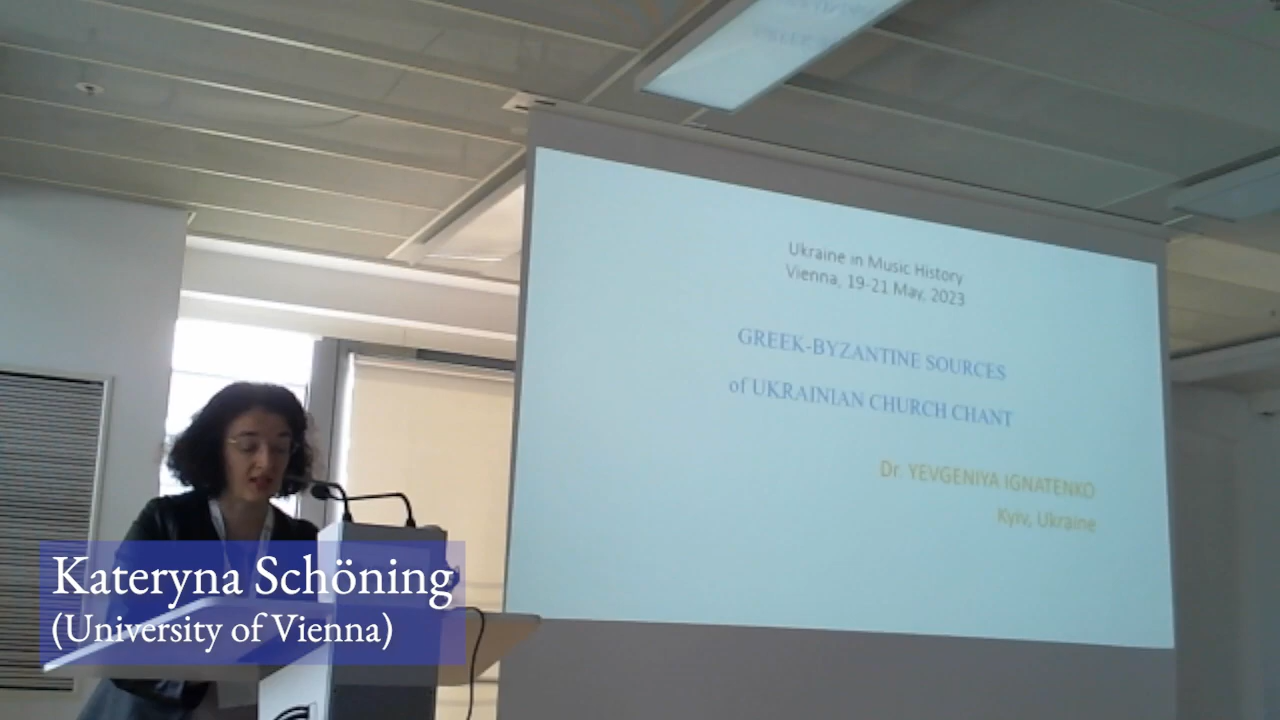 Ukraine in Music History
Vienna, 19-21 May, 2023
GREEK-BYZANTINE SOURCES
of UKRAINIAN CHURCH CHANT
Dr. YEVGENIYA IGNATENKO
Kyiv, Ukraine
Kateryna Schöning
(University of Vienna)